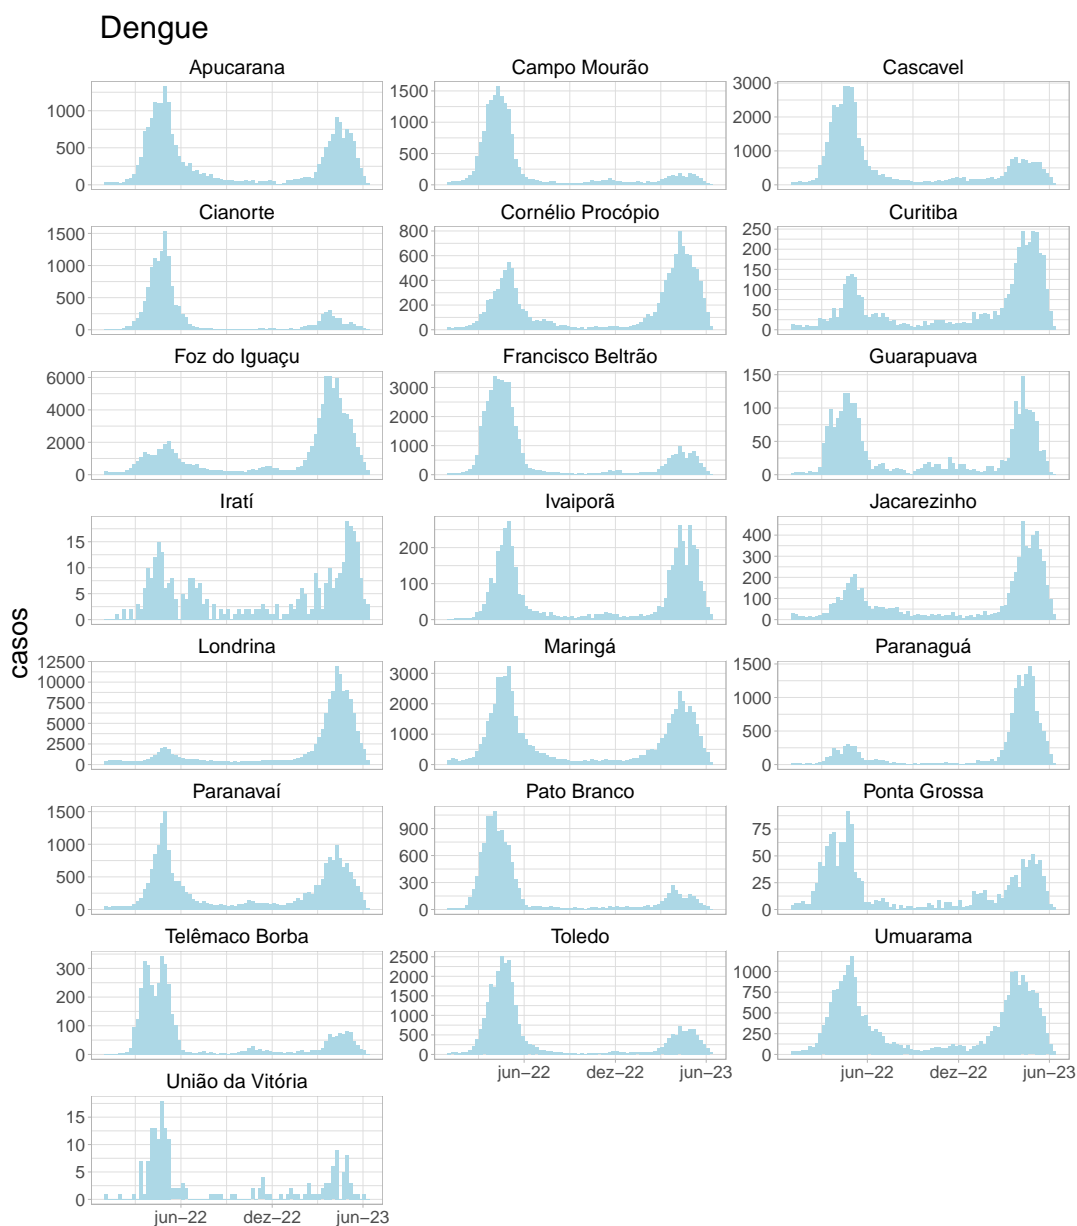 Dengue
Apucarana Campo Mourão Cascavel
1000 500 0
1500 1000 500 0
3000 2000 1000 0
Cianorte Cornélio Procópio Curitiba
1500 1000 500 0
800 600 400 200 0
250 200 150 100 50 0
Foz do Iguaçu Francisco Beltrão Guarapuava
6000 4000 2000 0
3000 2000 1000 0
150 100 50 0
Iratí Ivaiporã Jacarezinho
15 10 5 0
200 100 0
400 300 200 100 0
casos
Londrina Maringá Paranaguá
12500 10000 7500 5000 2500 0
3000 2000 1000 0
1500 1000 500 0
Paranavaí Pato Branco Ponta Grossa
1500 1000 500 0
900 600 300 0
75 50 25 0
Telêmaco Borba Toledo Umuarama
300 200 100 0
2500 2000 1500 1000 500 0
1000 750 500 250 0
jun−22 dez−22 jun−23 jun−22 dez−22 jun−23
União da Vitória
15 10 5 0
jun−22 dez−22 jun−23